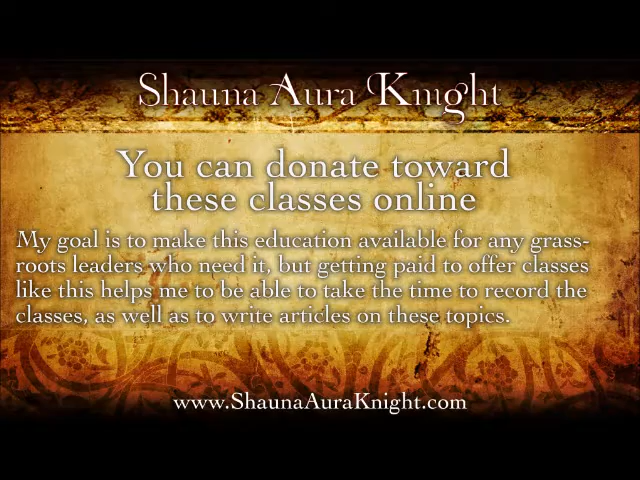 Shauna Aura Knight
You can donate toward
these classes online
My goal is to make this education available for any grass-
roots leaders who need it, but getting paid to offer classes
like this helps me to be able to take the time to record the
classes, as well as to write articles on these topics.
www.ShaunaAuraKnight.com